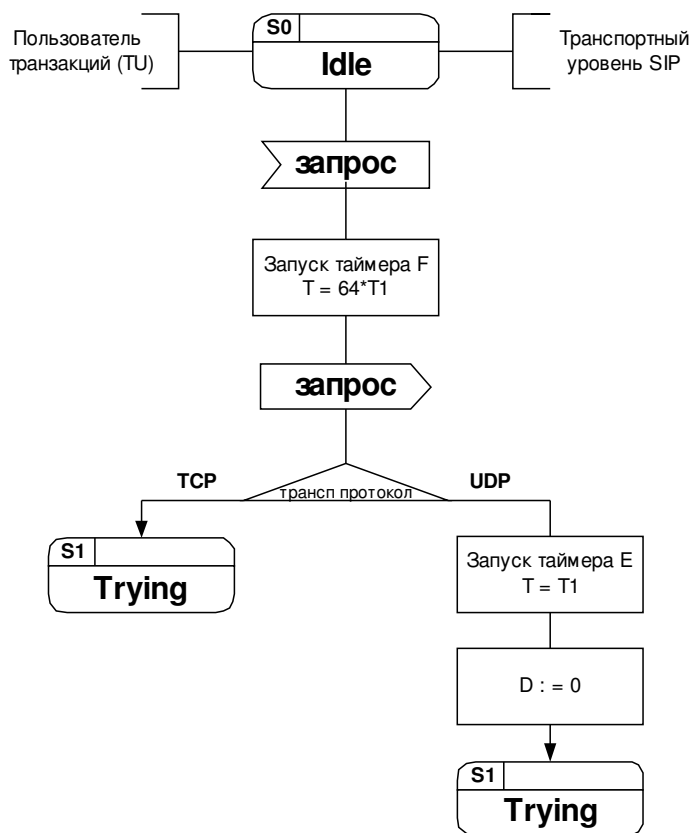 Пользователь
транзакций (TU)
S0
Idle
Транспортный
уровень SIP
запрос
Запуск таймера F
T = 64*T1
запрос
TCP
трансп протокол
UDP
S1
Trying
Запуск таймера E
T = T1
D : = 0
S1
Trying